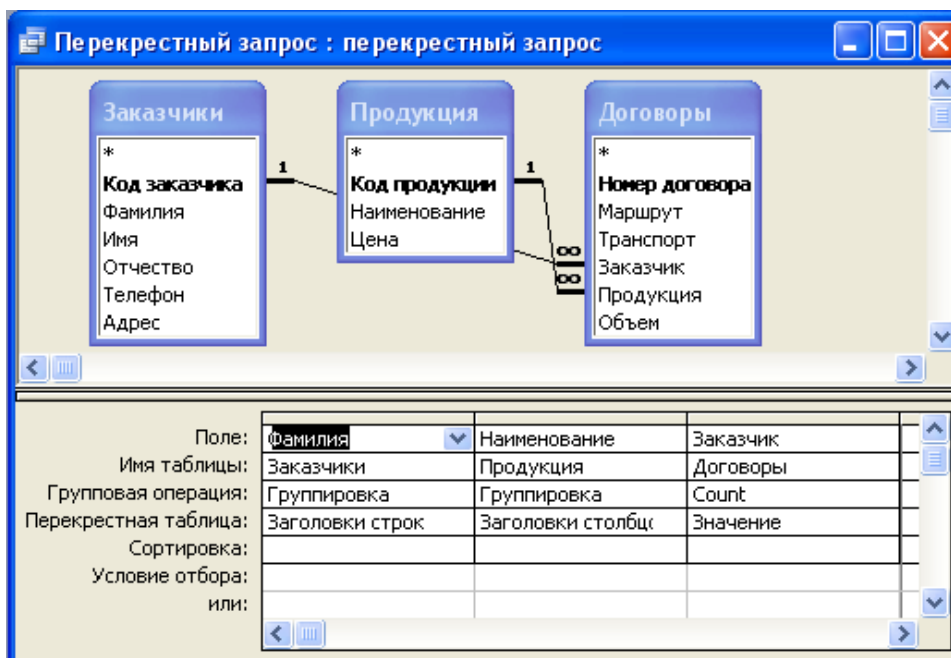 Перекрестный запрос : перекрестный запрос
Заказчики Продукция Договоры
* * *
Код заказчика 1 Код продукции 1 Номер договора
Фамилия Наименование Маршрут
Имя Цена ∞ Транспорт
Отчество Заказчик
Телефон ∞ Продукция
Адрес Объем
Поле: Фамилия Наименование Заказчик
Имя таблицы: Заказчики Продукция Договоры
Групповая операция: Группировка Группировка Count
Перекрестная таблица: Заголовки строк Заголовки столбцо Значение
Сортировка:
Условие отбора:
или: